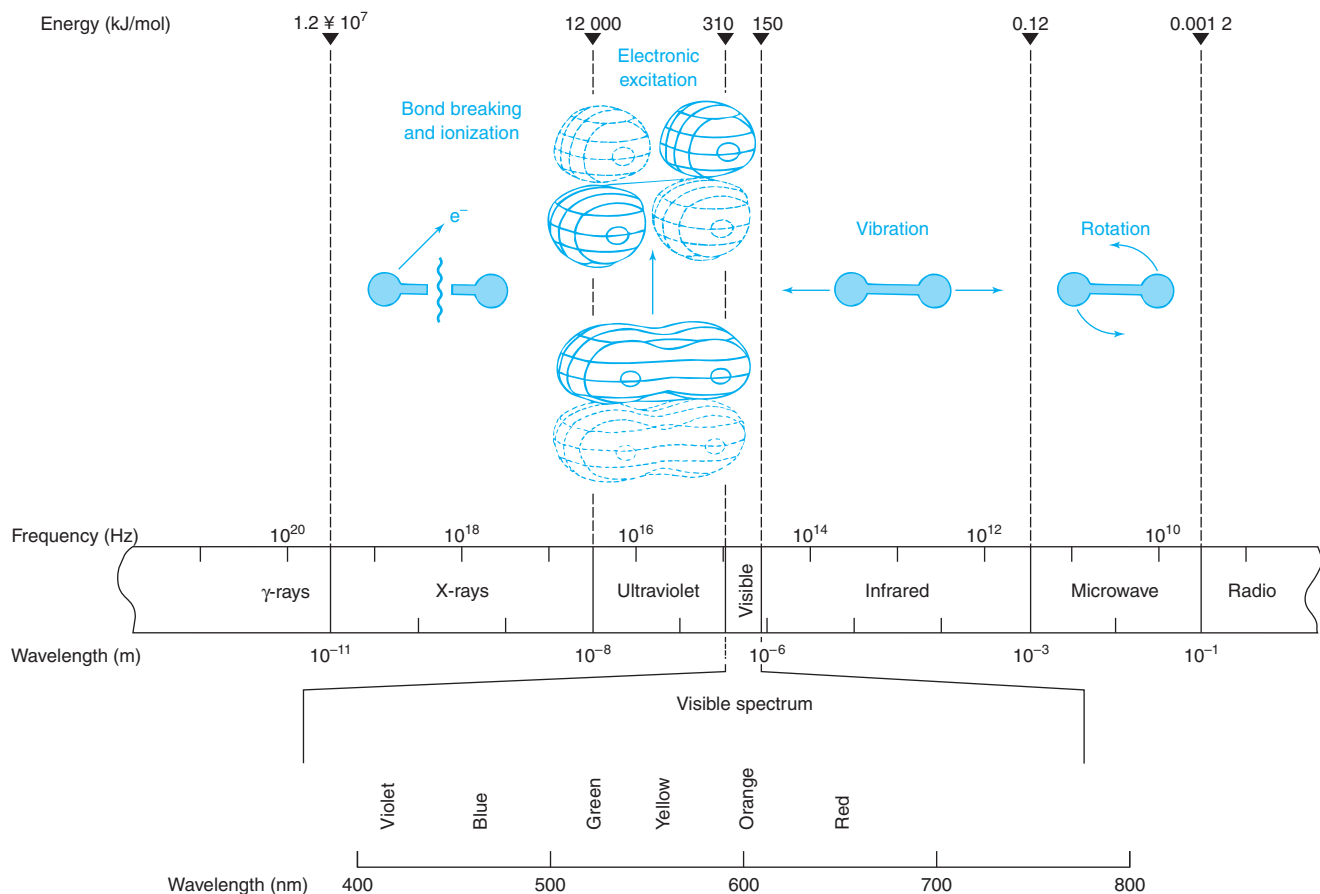 Energy (kJ/mol) 1.2 ¥ 10⁷ 12 000 310 150 0.12 0.001 2
Electronic
excitation
Bond breaking
and ionization
e⁻
Vibration
Rotation
Frequency (Hz) 10²⁰ 10¹⁸ 10¹⁶ 10¹⁴ 10¹² 10¹⁰
γ-rays X-rays Ultraviolet Visible Infrared Microwave Radio
Wavelength (m) 10⁻¹¹ 10⁻⁸ 10⁻⁶ 10⁻³ 10⁻¹
Visible spectrum
Violet Blue Green Yellow Orange Red
Wavelength (nm) 400 500 600 700 800